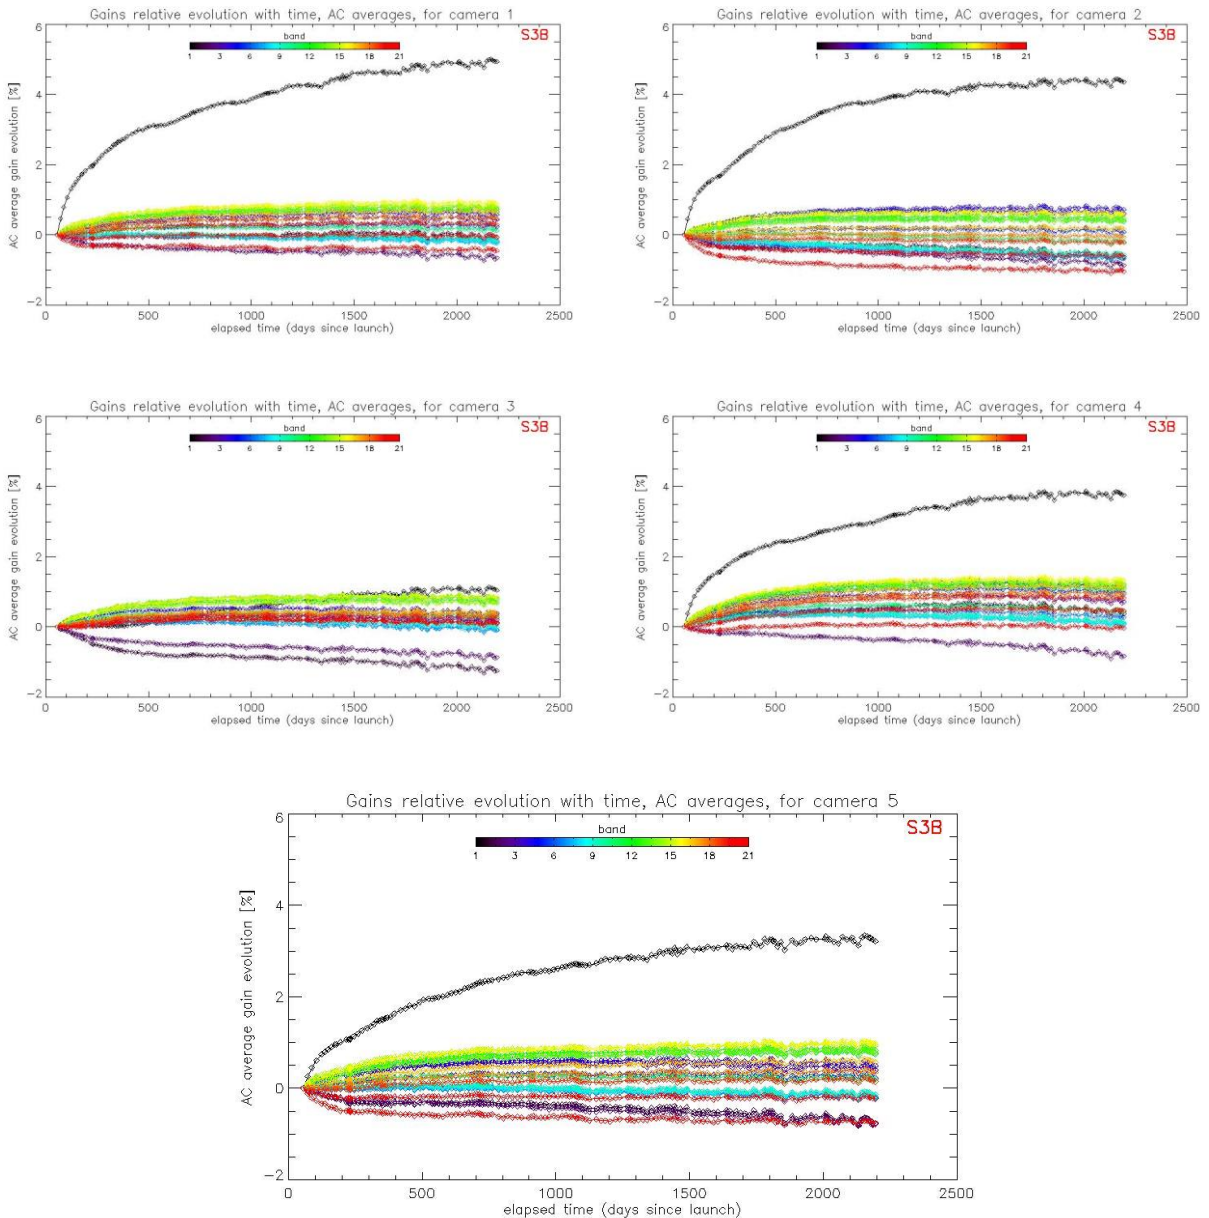 Gains relative evolution with time, AC averages, for camera 1
S3B
band
1 3 6 9 12 15 18 21
AC average gain evolution [%]
6
4
2
0
−2
0 500 1000 1500 2000 2500
elapsed time (days since launch)
Gains relative evolution with time, AC averages, for camera 2
S3B
band
1 3 6 9 12 15 18 21
AC average gain evolution [%]
6
4
2
0
−2
0 500 1000 1500 2000 2500
elapsed time (days since launch)
Gains relative evolution with time, AC averages, for camera 3
S3B
band
1 3 6 9 12 15 18 21
AC average gain evolution [%]
6
4
2
0
−2
0 500 1000 1500 2000 2500
elapsed time (days since launch)
Gains relative evolution with time, AC averages, for camera 4
S3B
band
1 3 6 9 12 15 18 21
AC average gain evolution [%]
6
4
2
0
−2
0 500 1000 1500 2000 2500
elapsed time (days since launch)
Gains relative evolution with time, AC averages, for camera 5
S3B
band
1 3 6 9 12 15 18 21
AC average gain evolution [%]
6
4
2
0
−2
0 500 1000 1500 2000 2500
elapsed time (days since launch)